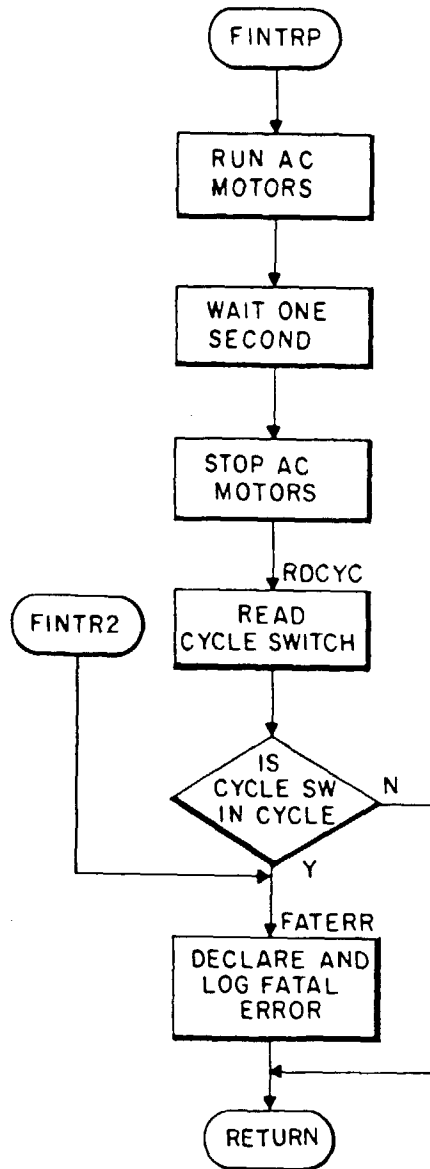 FINTRP
RUN AC
MOTORS
WAIT ONE
SECOND
STOP AC
MOTORS
RDCYC
READ
CYCLE SWITCH
FINTR2
IS
CYCLE SW
IN CYCLE
N
Y
FATERR
DECLARE AND
LOG FATAL
ERROR
RETURN